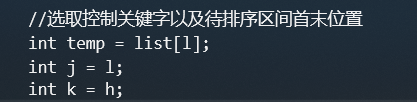 //选取控制关键字以及待排序区间首末位置
int temp = list[l];
int j = l;
int k = h;